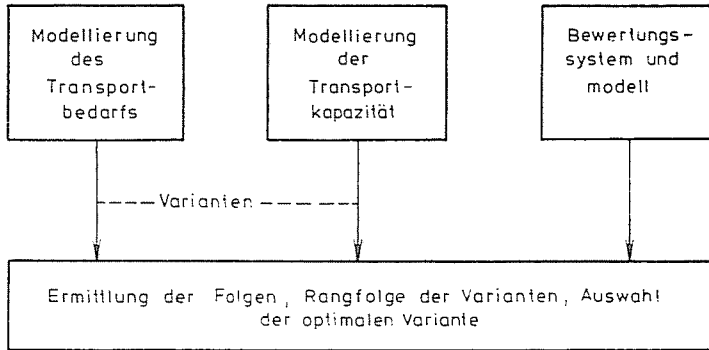 Modellierung
des
Transport-
bedarfs
Modellierung
der
Transport-
kapazität
Bewertungs-
system und
modell
Varianten
Ermittlung der Folgen, Rangfolge der Varianten, Auswahl
der optimalen Variante